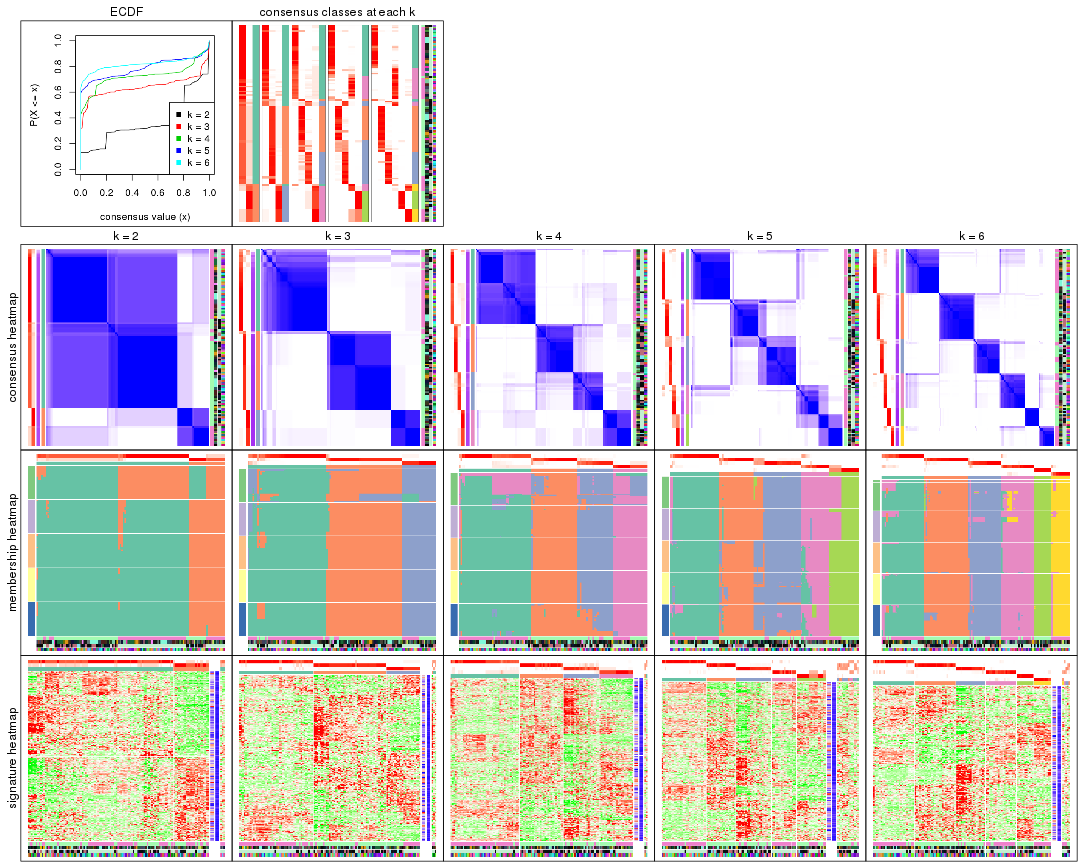 ECDF
consensus classes at each k
P(X <= x)
1.0
0.8
0.6
0.4
0.2
0.0
k = 2
k = 3
k = 4
k = 5
k = 6
0.0 0.2 0.4 0.6 0.8 1.0
consensus value (x)
k = 2
k = 3
k = 4
k = 5
k = 6
consensus heatmap
membership heatmap
signature heatmap